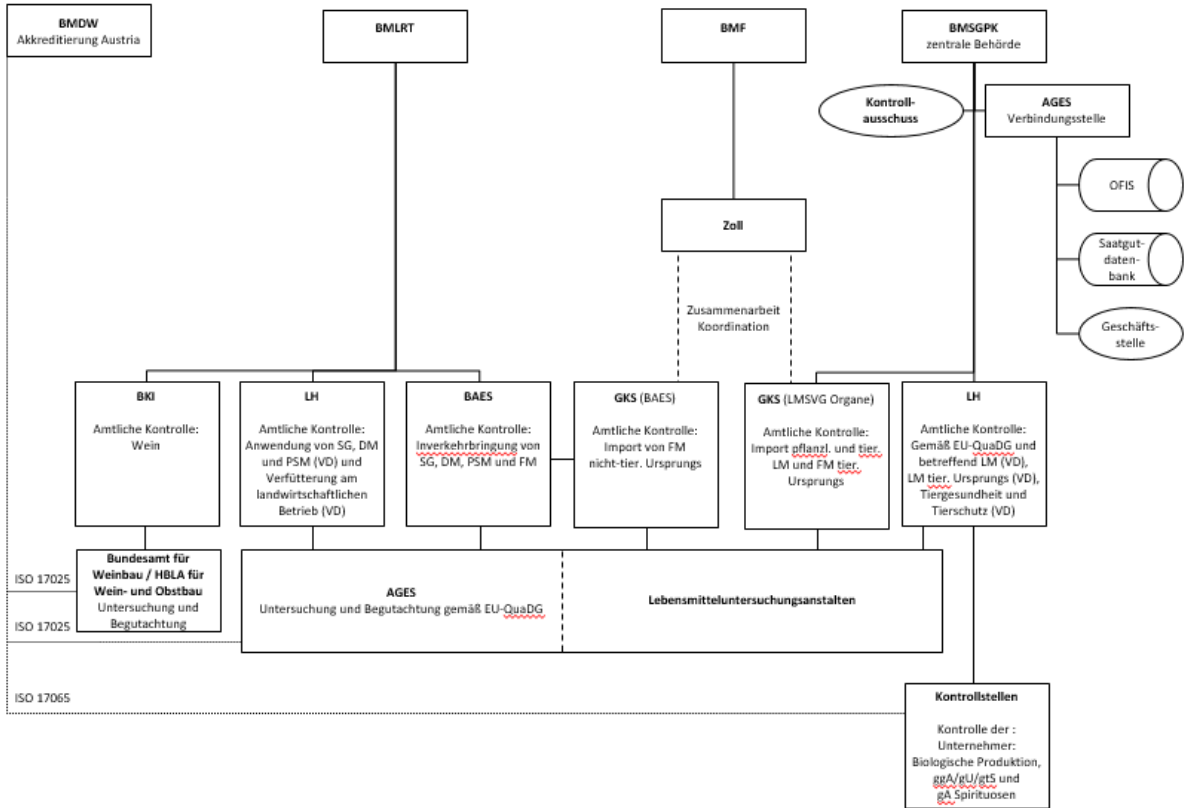 BMDW
Akkreditierung Austria
BMLRT
BMF
BMSGPK
zentrale Behörde
Kontroll-
ausschuss
AGES
Verbindungsstelle
OFIS
Saatgut-
daten-
bank
Geschäfts-
stelle
Zoll
Zusammenarbeit
Koordination
BKI
Amtliche Kontrolle:
Wein
LH
Amtliche Kontrolle:
Anwendung von SG, DM
und PSM (VD) und
Verfütterung am
landwirtschaftlichen
Betrieb (VD)
BAES
Amtliche Kontrolle:
Inverkehrbringung von
SG, DM, PSM und FM
GKS (BAES)
Amtliche Kontrolle:
Import von FM
nicht-tier. Ursprungs
GKS (LMSVG Organe)
Amtliche Kontrolle:
Import pflanzl. und tier.
LM und FM tier.
Ursprungs
LH
Amtliche Kontrolle:
Gemäß EU-QuaDG und
betreffend LM (VD),
LM tier. Ursprungs (VD),
Tiergesundheit und
Tierschutz (VD)
Bundesamt für
Weinbau / HBLA für
Wein- und Obstbau
Untersuchung und
Begutachtung
ISO 17025
ISO 17025
AGES
Untersuchung und Begutachtung gemäß EU-QuaDG
Lebensmitteluntersuchungsanstalten
ISO 17065
Kontrollstellen
Kontrolle der :
Unternehmer:
Biologische Produktion,
ggA/gU/gtS und
gA Spirituosen